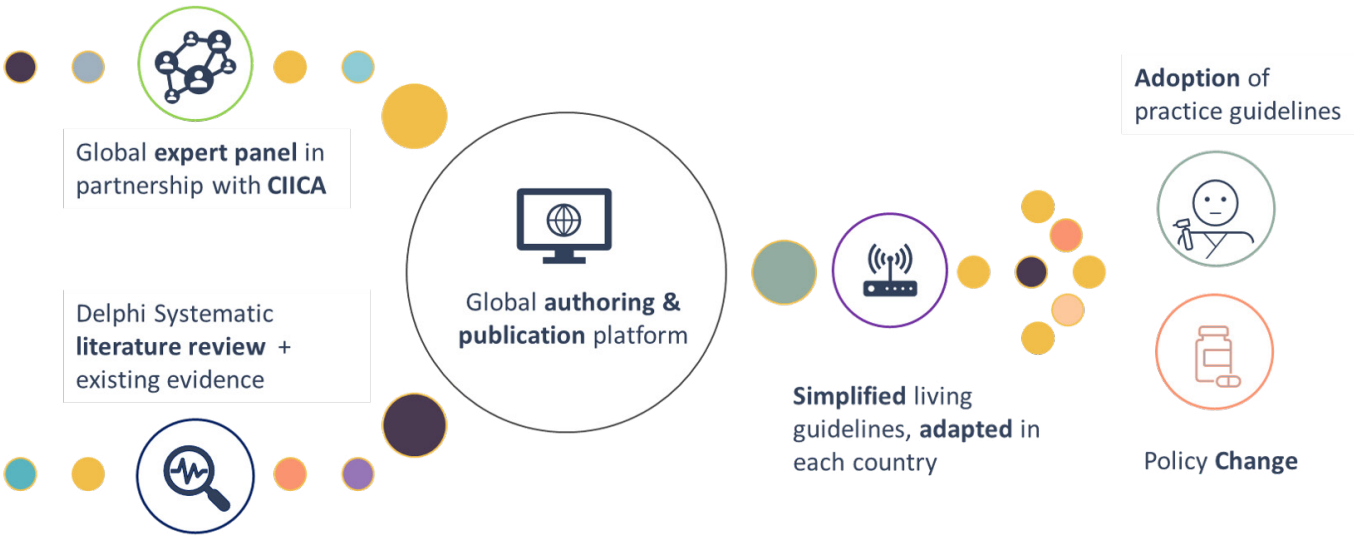 Global expert panel in
partnership with CIICA
Delphi Systematic
literature review +
existing evidence
Global authoring &
publication platform
Simplified living
guidelines, adapted in
each country
Adoption of
practice guidelines
Policy Change